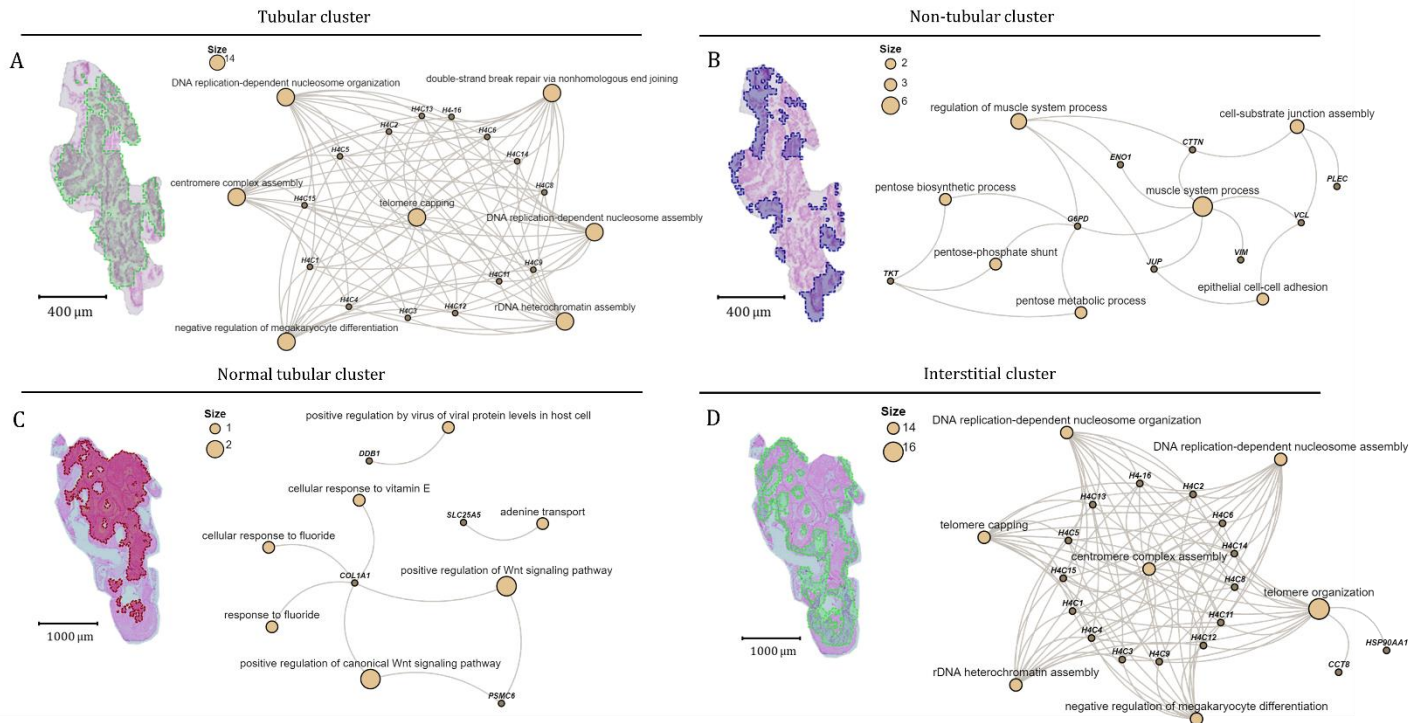 Tubular cluster
A
Size
14
DNA replication-dependent nucleosome organization
double-strand break repair via nonhomologous end joining
H4C13
H4-16
H4C2
H4C6
H4C5
H4C14
centromere complex assembly
H4C8
H4C15
telomere capping
DNA replication-dependent nucleosome assembly
H4C1
H4C9
H4C11
H4C4
H4C3
H4C12
rDNA heterochromatin assembly
negative regulation of megakaryocyte differentiation
400 µm
Non-tubular cluster
B
Size
2
3
6
regulation of muscle system process
cell-substrate junction assembly
CTTN
ENO1
PLEC
pentose biosynthetic process
muscle system process
G6PD
VCL
pentose-phosphate shunt
JUP
VIM
TKT
epithelial cell-cell adhesion
pentose metabolic process
400 µm
Normal tubular cluster
C
Size
1
2
positive regulation by virus of viral protein levels in host cell
DDB1
cellular response to vitamin E
SLC25A5
adenine transport
cellular response to fluoride
positive regulation of Wnt signaling pathway
COL1A1
response to fluoride
positive regulation of canonical Wnt signaling pathway
PSMC6
1000 µm
Interstitial cluster
D
Size
14
16
DNA replication-dependent nucleosome organization
DNA replication-dependent nucleosome assembly
H4-16
H4C2
H4C13
H4C6
telomere capping
H4C5
H4C14
centromere complex assembly
H4C15
H4C8
telomere organization
H4C1
H4C11
H4C4
H4C12
HSP90AA1
H4C3
H4C9
CCT8
rDNA heterochromatin assembly
negative regulation of megakaryocyte differentiation
1000 µm